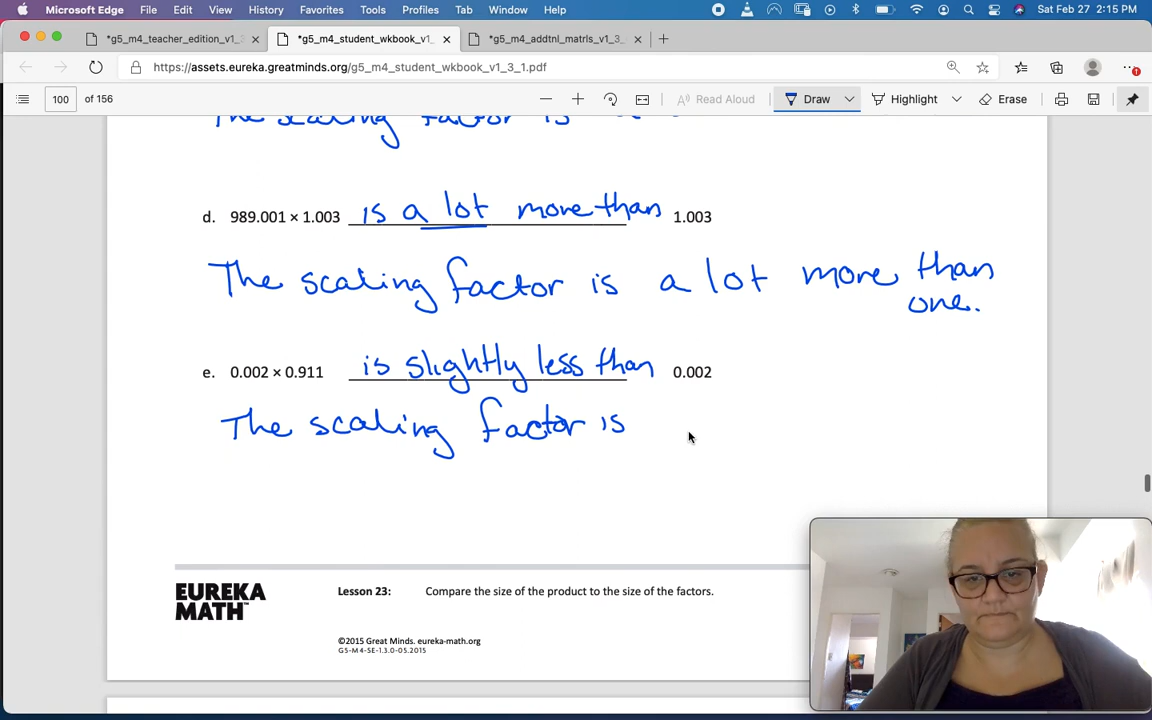 Microsoft Edge File Edit View History Favorites Tools Profiles Tab Window Help Sat Feb 27 2:15 PM
*g5_m4_teacher_edition_v1_ *g5_m4_student_wkbook_v1_ *g5_m4_addtnl_matrls_v1_3_
https://assets.eureka.greatminds.org/g5_m4_student_wkbook_v1_3_1.pdf
100 of 156 Read Aloud Draw Highlight Erase
The scaling factor is
d. 989.001 × 1.003 is a lot more than 1.003
The scaling factor is a lot more than
one.
e. 0.002 × 0.911 is slightly less than 0.002
The scaling factor is
EUREKA
MATH™
Lesson 23: Compare the size of the product to the size of the factors.
©2015 Great Minds. eureka-math.org
G5-M4-SE-1.3.0-05.2015